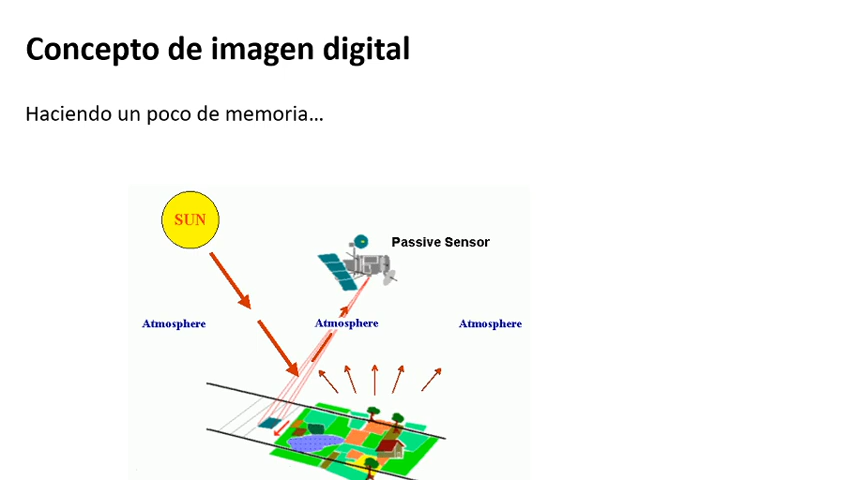 Concepto de imagen digital
Haciendo un poco de memoria...
SUN
Passive Sensor
Atmosphere
Atmosphere
Atmosphere